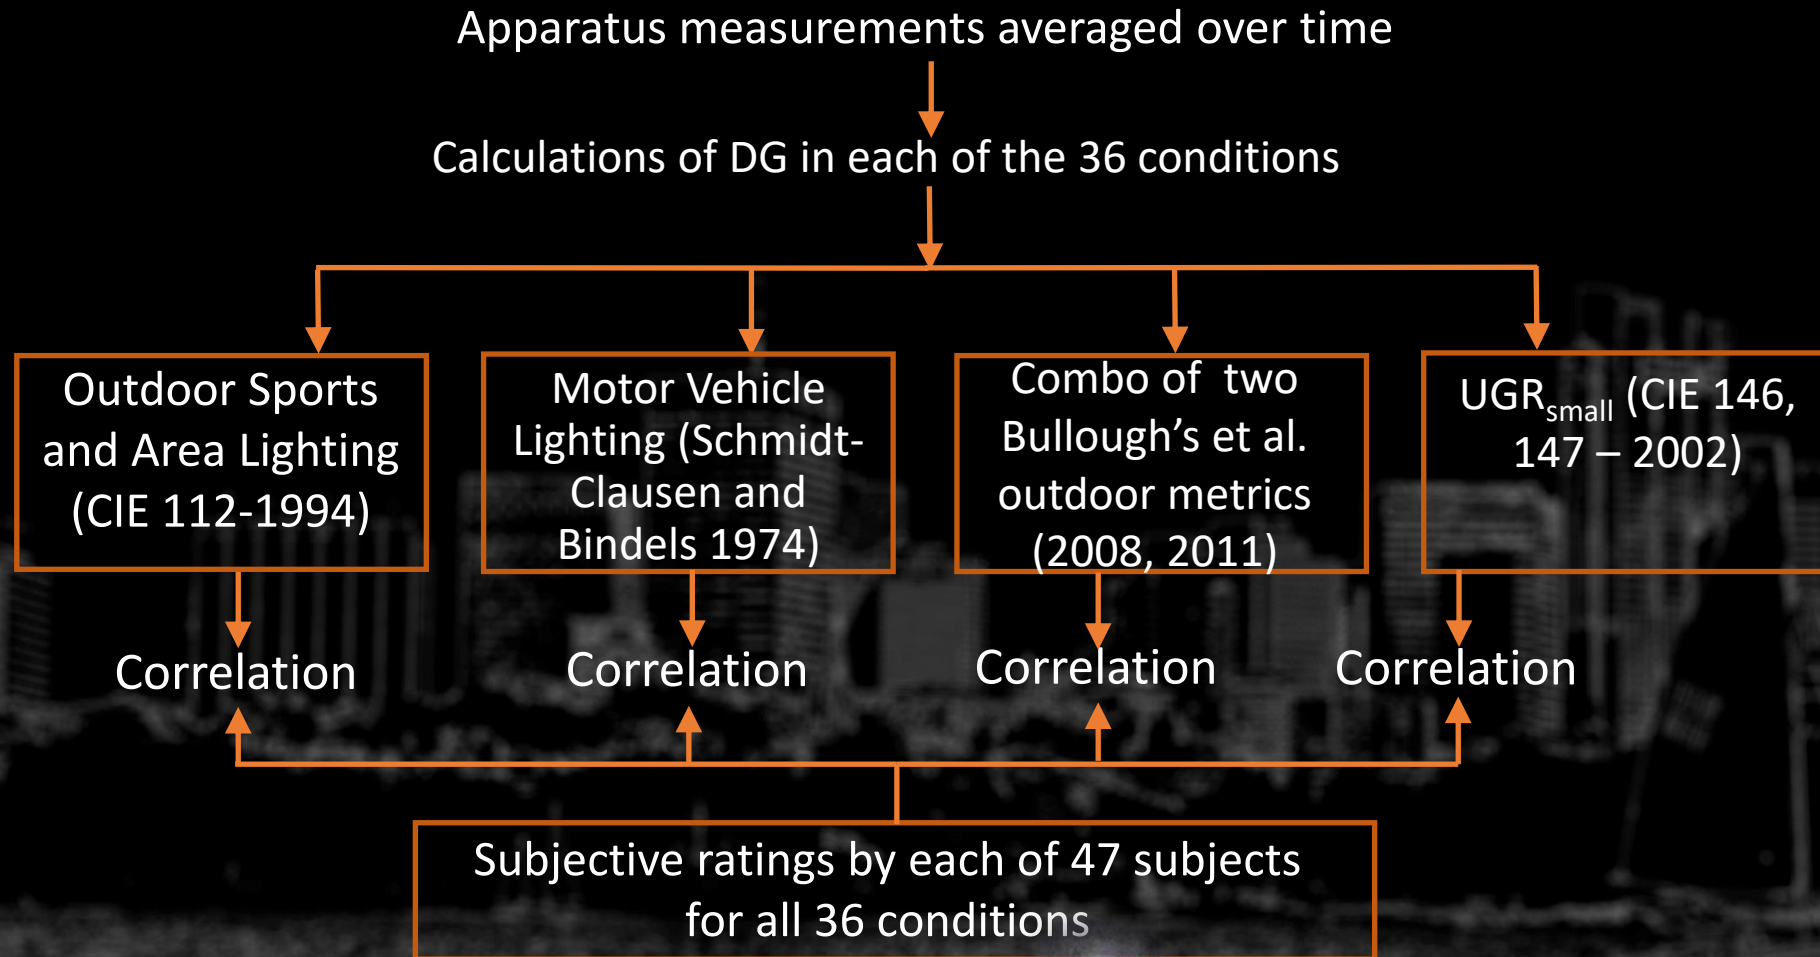 Apparatus measurements averaged over time
Calculations of DG in each of the 36 conditions
Outdoor Sports
and Area Lighting
(CIE 112-1994)
Motor Vehicle
Lighting (Schmidt-
Clausen and
Bindels 1974)
Combo of  two
Bullough’s et al.
outdoor metrics
(2008, 2011)
UGRsmall (CIE 146,
147 – 2002)
Correlation
Correlation
Correlation
Correlation
Subjective ratings by each of 47 subjects
for all 36 conditions